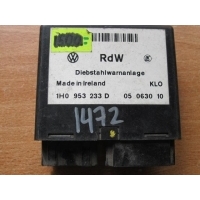 RdW
Diebstahlwarnanlage
Made in Ireland KLO
1H0 953 233 D 05 0630 10
1472